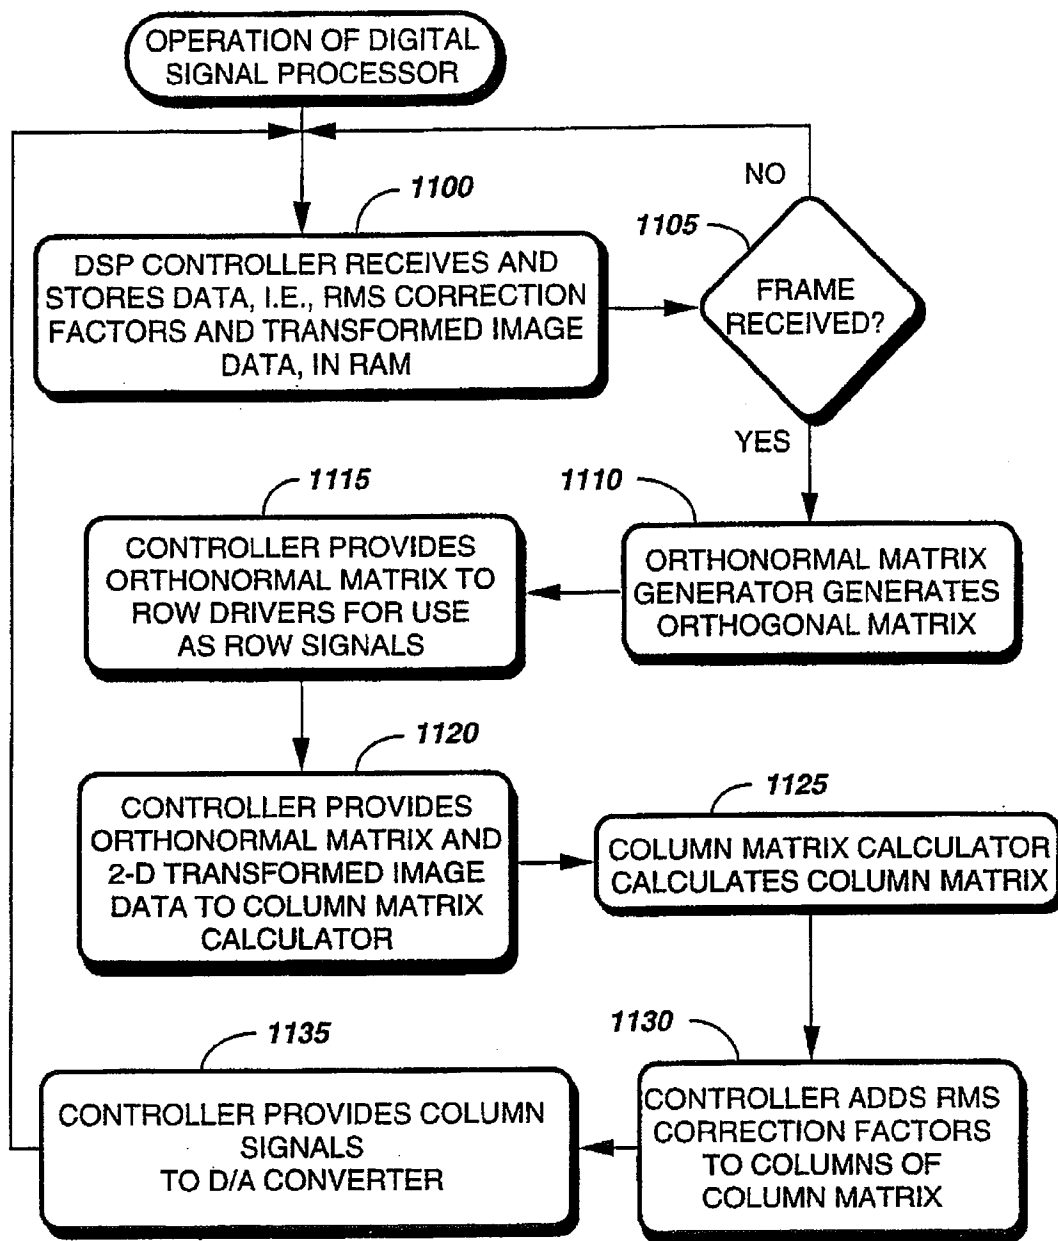 OPERATION OF DIGITAL
SIGNAL PROCESSOR
1100
DSP CONTROLLER RECEIVES AND
STORES DATA, I.E., RMS CORRECTION
FACTORS AND TRANSFORMED IMAGE
DATA, IN RAM
NO
1105
FRAME
RECEIVED?
YES
1110
ORTHONORMAL MATRIX
GENERATOR GENERATES
ORTHOGONAL MATRIX
1115
CONTROLLER PROVIDES
ORTHONORMAL MATRIX TO
ROW DRIVERS FOR USE
AS ROW SIGNALS
1120
CONTROLLER PROVIDES
ORTHONORMAL MATRIX AND
2-D TRANSFORMED IMAGE
DATA TO COLUMN MATRIX
CALCULATOR
1125
COLUMN MATRIX CALCULATOR
CALCULATES COLUMN MATRIX
1130
CONTROLLER ADDS RMS
CORRECTION FACTORS
TO COLUMNS OF
COLUMN MATRIX
1135
CONTROLLER PROVIDES COLUMN
SIGNALS
TO D/A CONVERTER